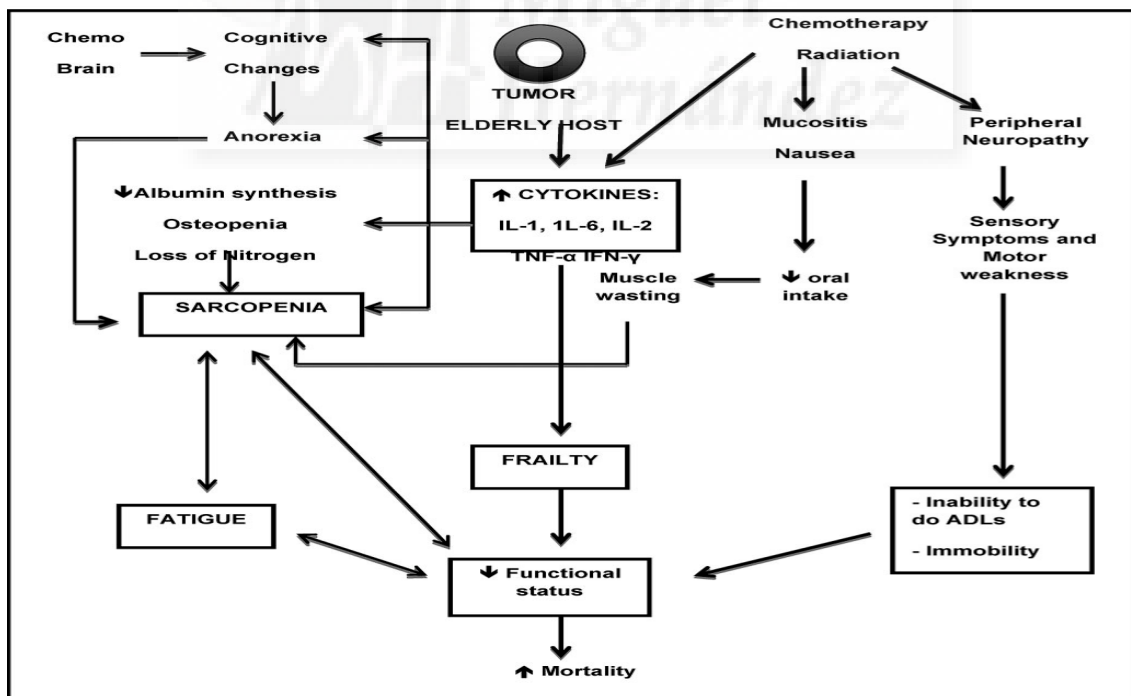 Miguel
Hernández
Chemo
Brain
Cognitive
Changes
Anorexia
TUMOR
ELDERLY HOST
Chemotherapy
Radiation
Mucositis
Nausea
Peripheral
Neuropathy
↓Albumin synthesis
Osteopenia
Loss of Nitrogen
↑ CYTOKINES:
IL-1, 1L-6, IL-2
TNF-α IFN-γ
Sensory
Symptoms and
Motor
weakness
Muscle
wasting
↓ oral
intake
SARCOPENIA
FRAILTY
FATIGUE
- Inability to
do ADLs
- Immobility
↓ Functional
status
↑ Mortality